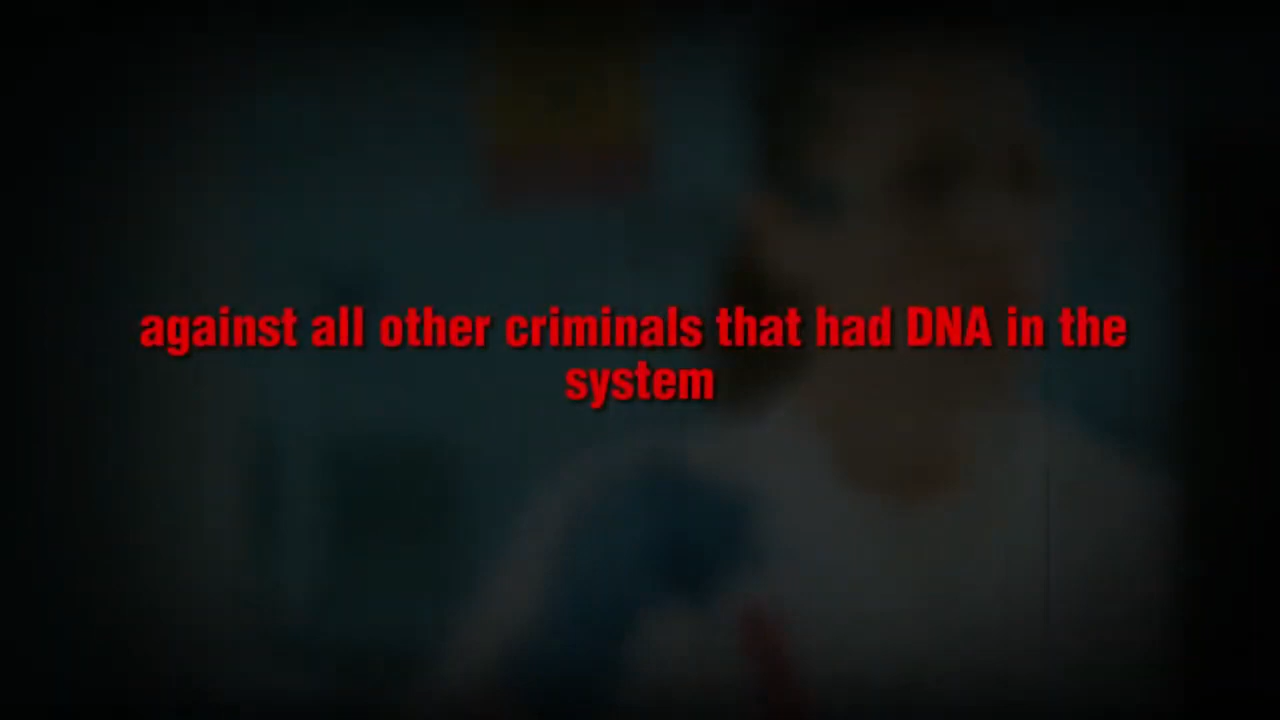 against all other criminals that had DNA in the
system